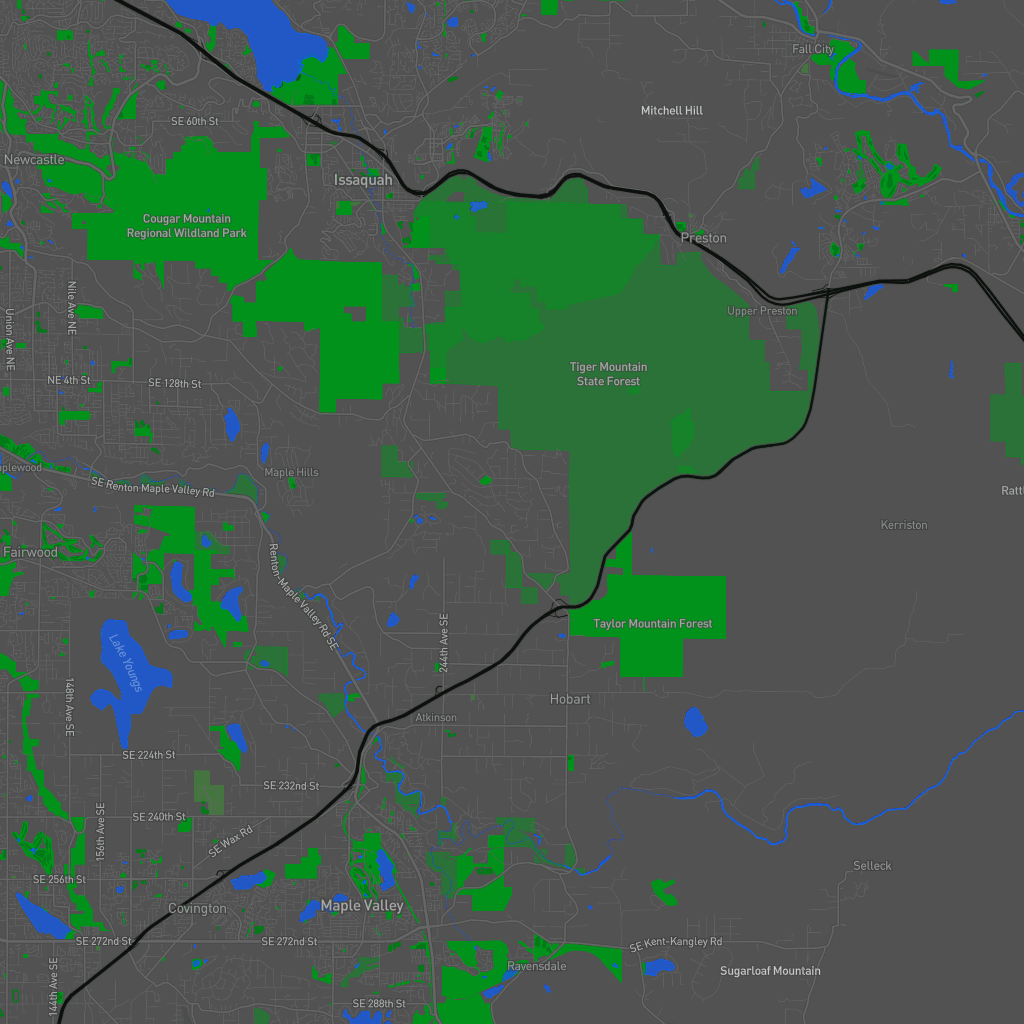 Fall City
Mitchell Hill
SE 60th St
Newcastle
Issaquah
Cougar Mountain
Regional Wildland Park
Preston
Nile Ave NE
Union Ave NE
Upper Preston
Tiger Mountain
State Forest
NE 4th St
SE 128th St
aplewood
Maple Hills
SE Renton Maple Valley Rd
Rattl
Kerriston
Fairwood
Renton-Maple Valley Rd SE
244th Ave SE
Taylor Mountain Forest
Lake Youngs
148th Ave SE
Hobart
Atkinson
SE 224th St
SE 232nd St
SE 240th St
156th Ave SE
SE Wax Rd
Selleck
SE 256th St
Covington
Maple Valley
SE 272nd St
SE 272nd St
SE Kent-Kangley Rd
Ravensdale
Sugarloaf Mountain
144th Ave SE
SE 288th St